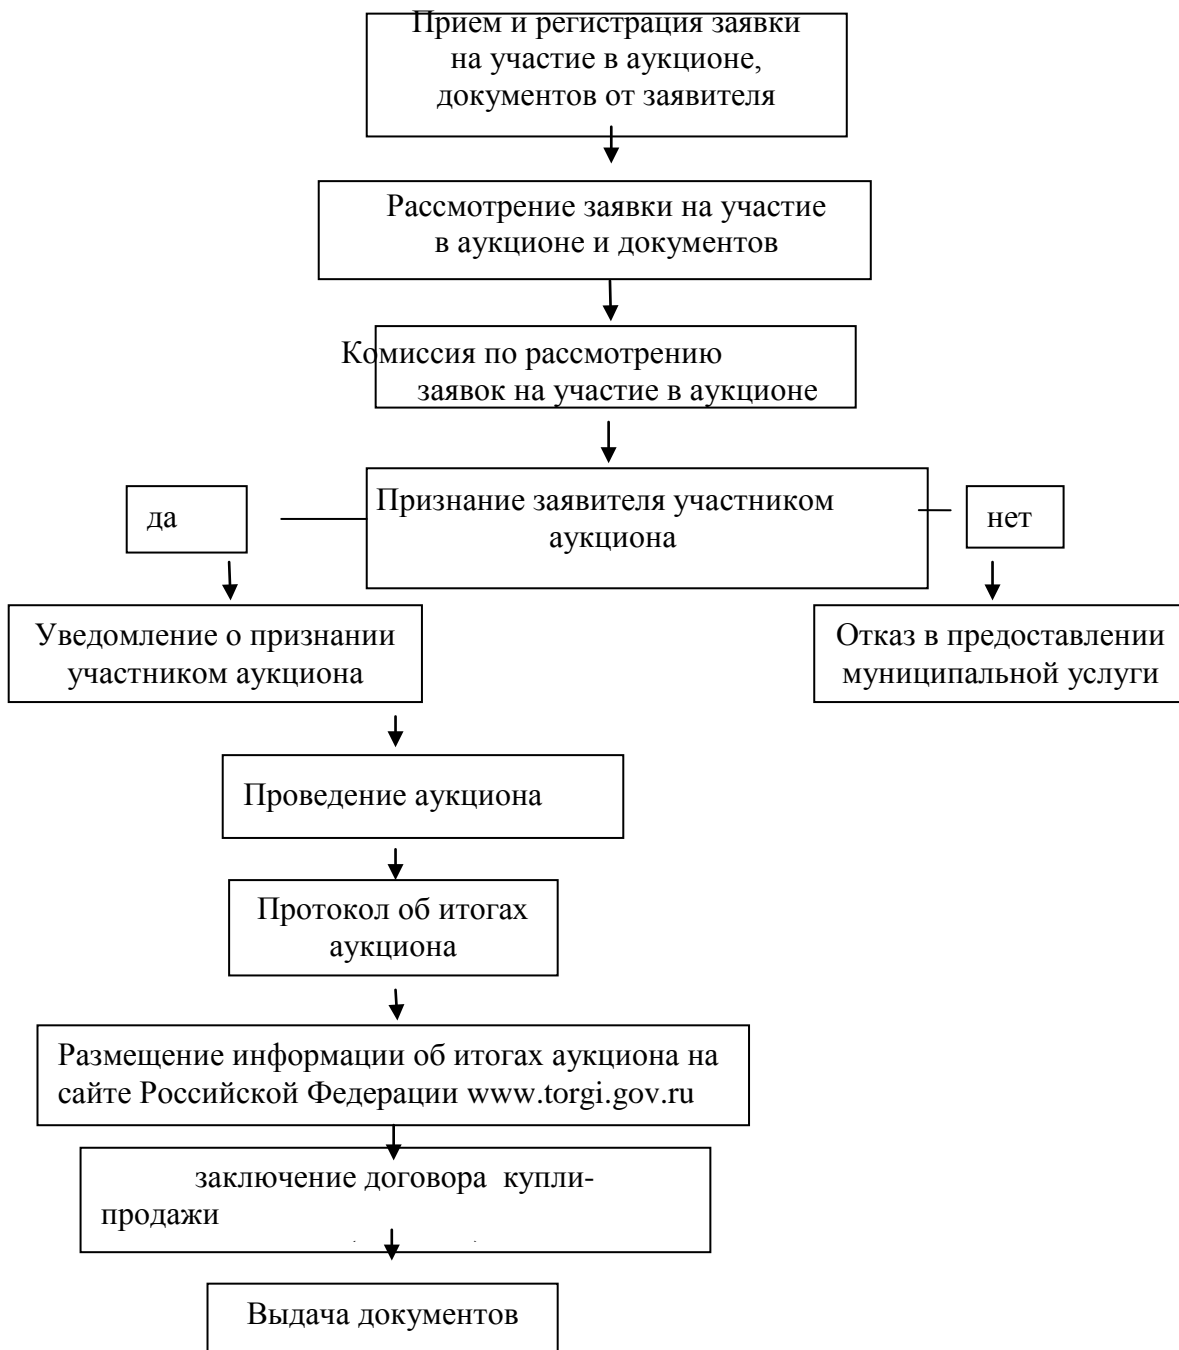 Прием и регистрация заявки
на участие в аукционе,
документов от заявителя
Рассмотрение заявки на участие
в аукционе и документов
Комиссия по рассмотрению
заявок на участие в аукционе
Признание заявителя участником
аукциона
да
нет
Уведомление о признании
участником аукциона
Отказ в предоставлении
муниципальной услуги
Проведение аукциона
Протокол об итогах
аукциона
Размещение информации об итогах аукциона на
сайте Российской Федерации www.torgi.gov.ru
заключение договора купли-
продажи
Выдача документов